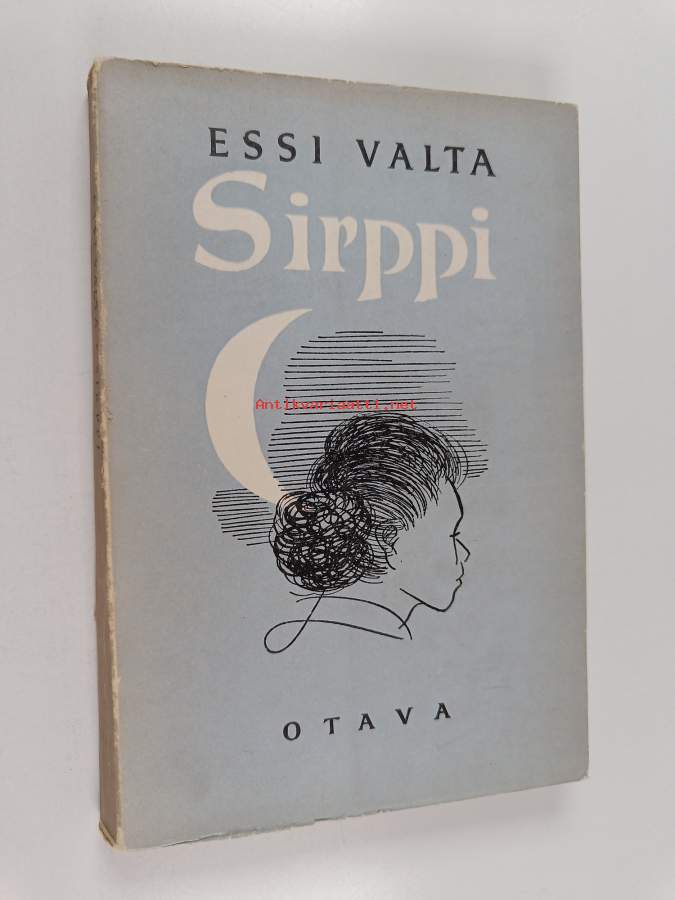 ESSI VALTA
Sirppi
Antikvariaatti.net
OTAVA